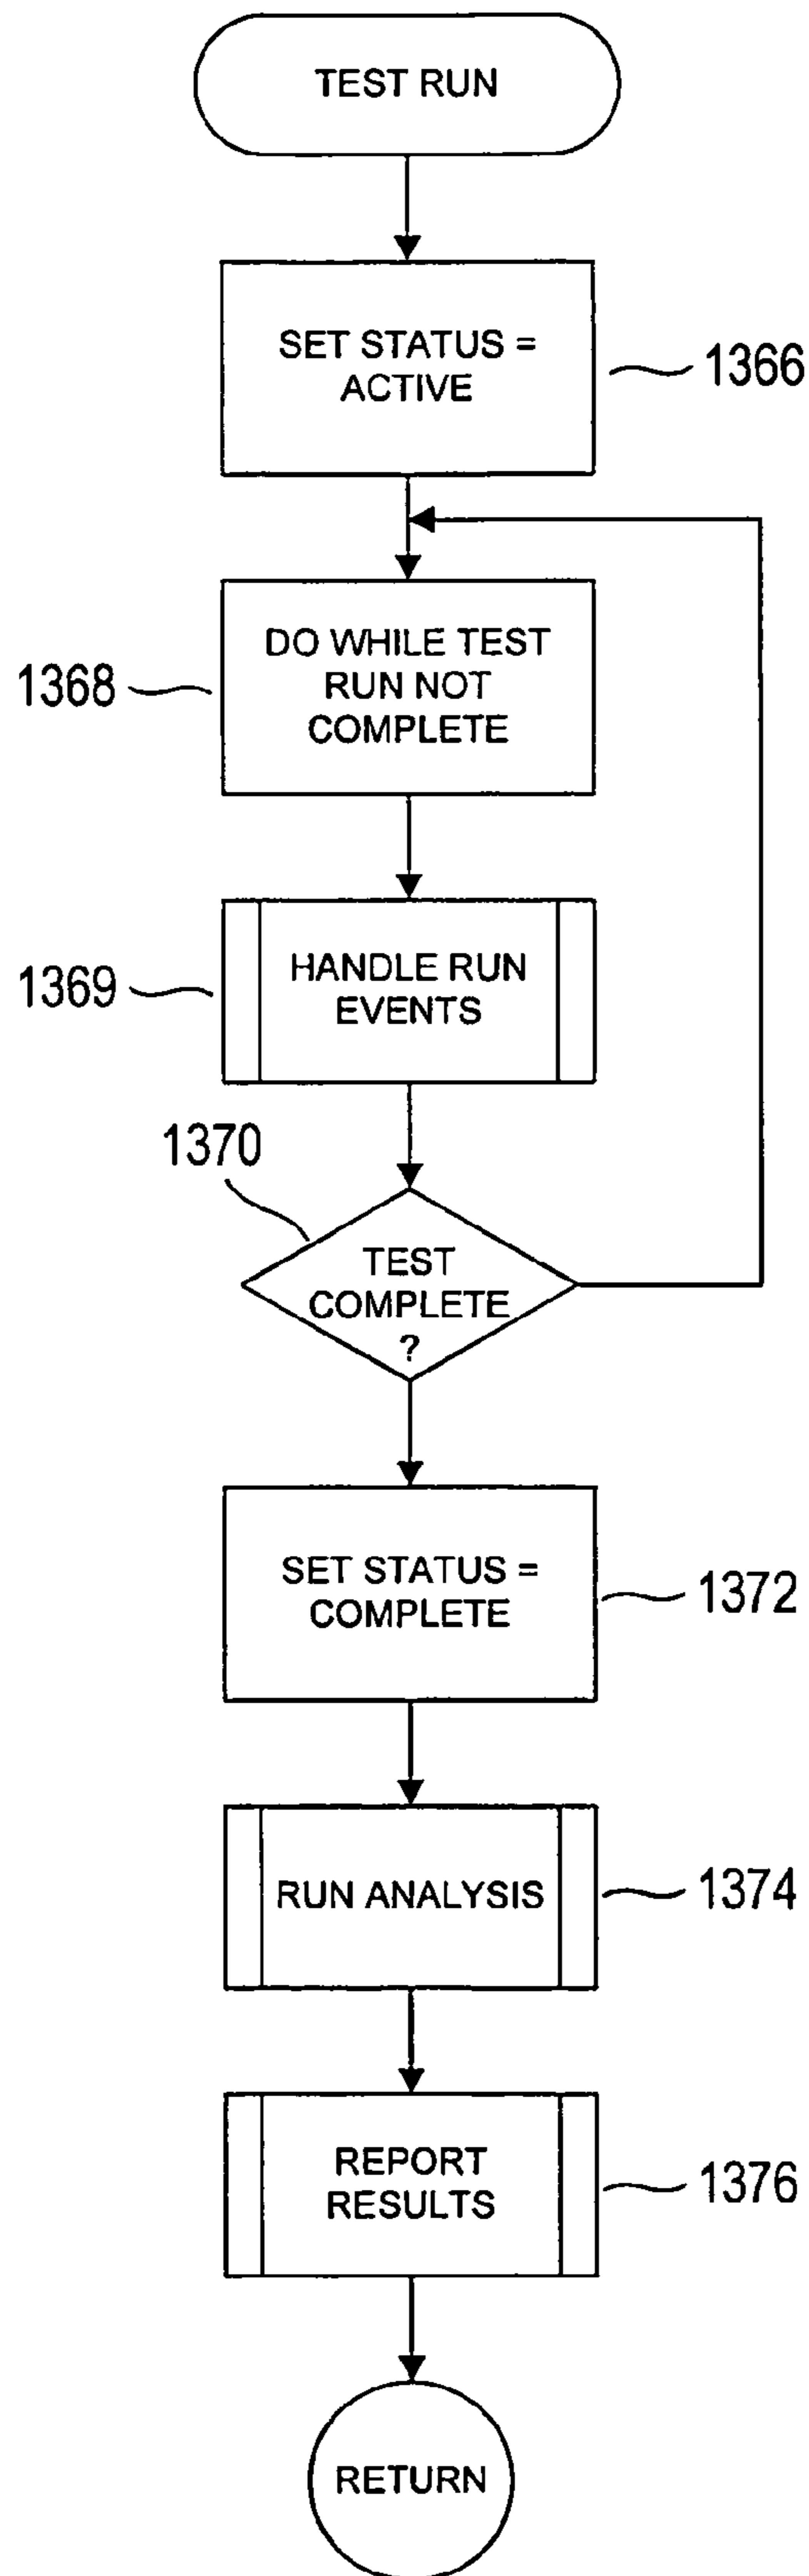 TEST RUN
SET STATUS =
ACTIVE
1366
DO WHILE TEST
RUN NOT
COMPLETE
1368
HANDLE RUN
EVENTS
1369
1370
TEST
COMPLETE
?
SET STATUS =
COMPLETE
1372
RUN ANALYSIS
1374
REPORT
RESULTS
1376
RETURN